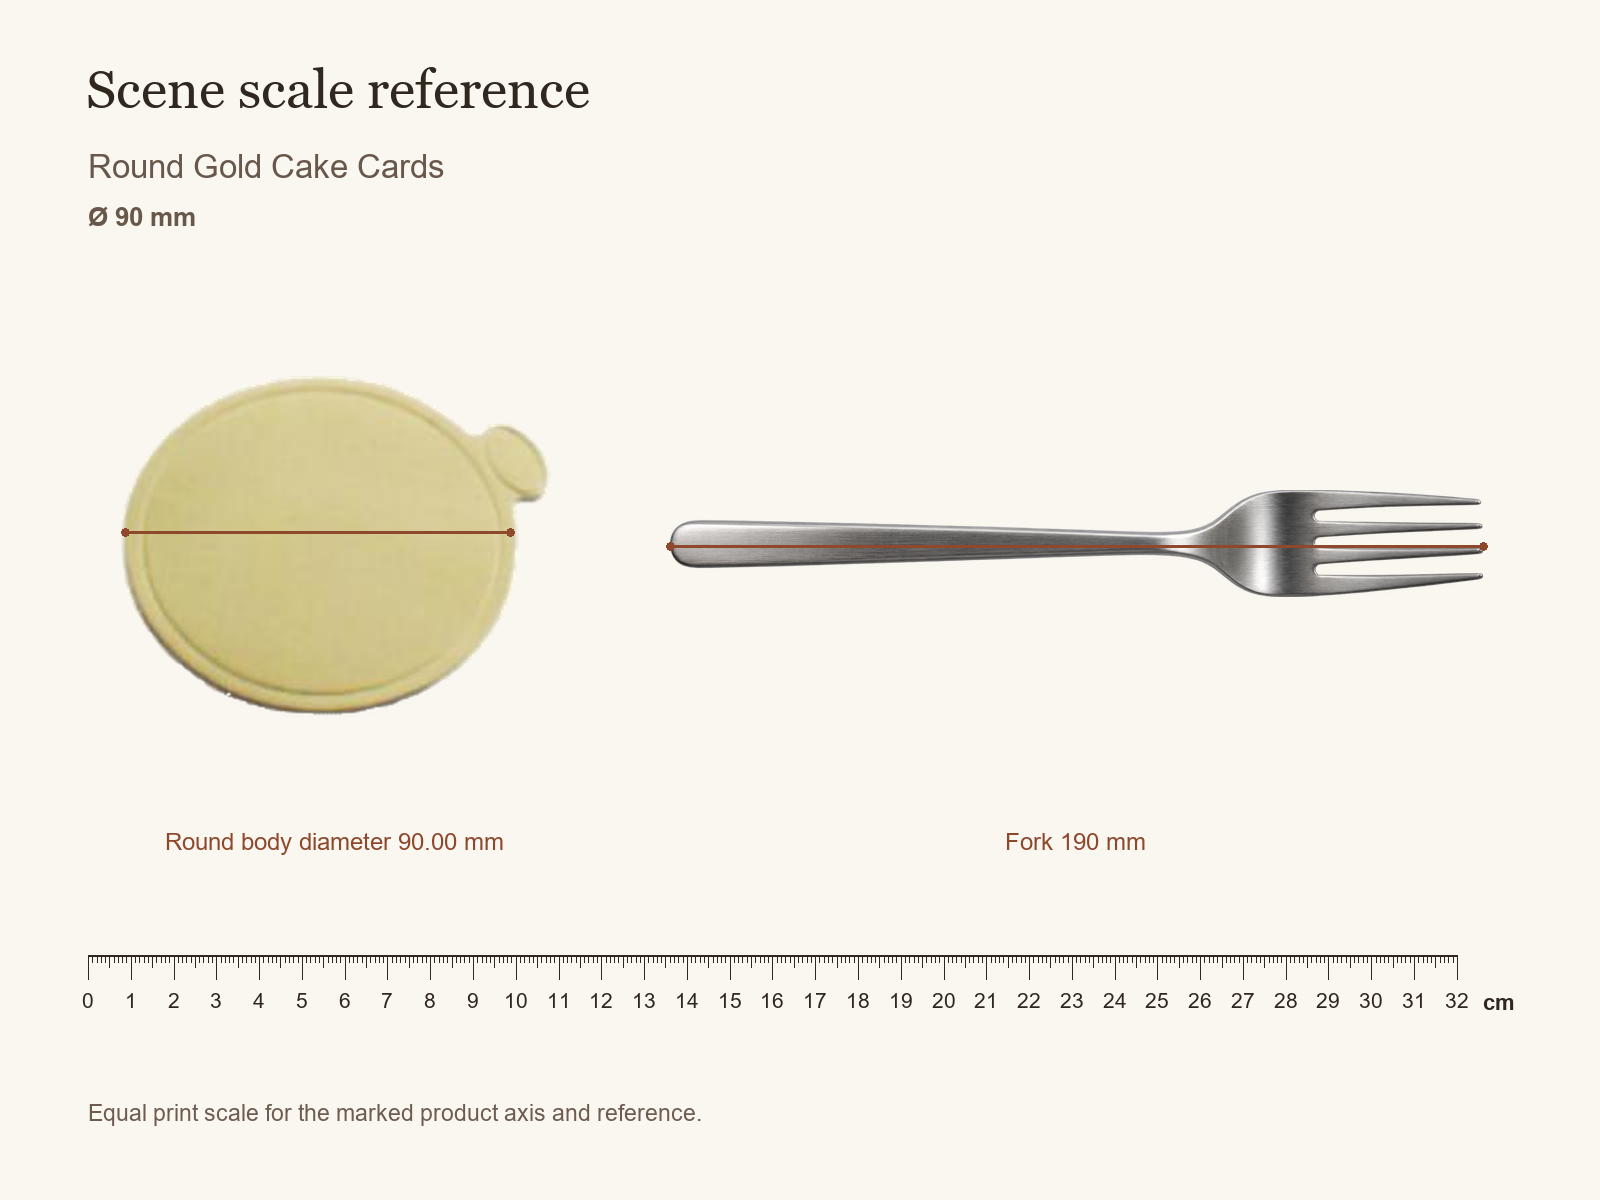 Scene scale reference
Round Gold Cake Cards
Ø 90 mm
Round body diameter 90.00 mm
Fork 190 mm
0 1 2 3 4 5 6 7 8 9 10 11 12 13 14 15 16 17 18 19 20 21 22 23 24 25 26 27 28 29 30 31 32 cm
Equal print scale for the marked product axis and reference.